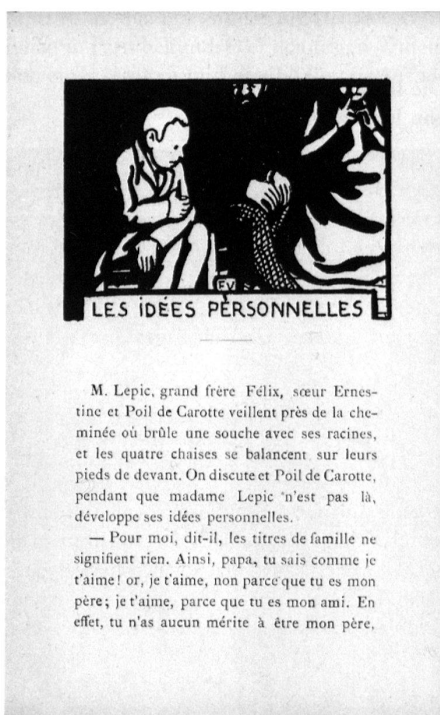 FV
LES IDÉES PERSONNELLES
M. Lepic, grand frère Félix, sœur Ernes-
tine et Poil de Carotte veillent près de la che-
minée où brûle une souche avec ses racines,
et les quatre chaises se balancent sur leurs
pieds de devant. On discute et Poil de Carotte,
pendant que madame Lepic n'est pas là,
développe ses idées personnelles.
— Pour moi, dit-il, les titres de famille ne
signifient rien. Ainsi, papa, tu sais comme je
t'aime! or, je t'aime, non parce que tu es mon
père; je t'aime, parce que tu es mon ami. En
effet, tu n'as aucun mérite à être mon père,